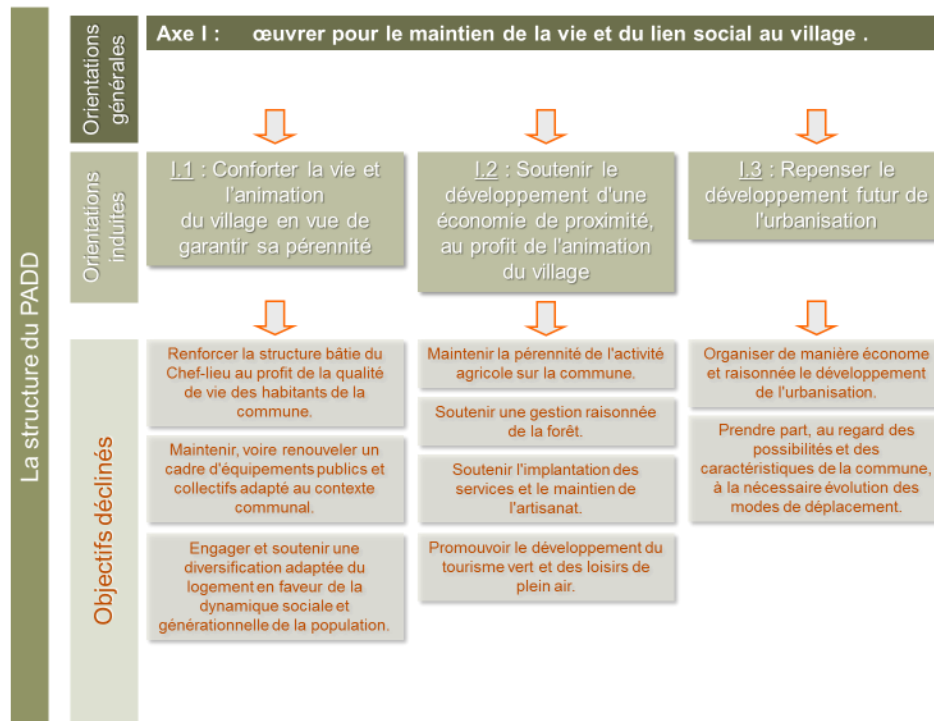 La structure du PADD
Orientations
générales
Axe I : œuvrer pour le maintien de la vie et du lien social au village .
Orientations
induites
I.1 : Conforter la vie et
l'animation
du village en vue de
garantir sa pérennité
I.2 : Soutenir le
développement d'une
économie de proximité,
au profit de l'animation
du village
I.3 : Repenser le
développement futur de
l'urbanisation
Objectifs déclinés
Renforcer la structure bâtie du
Chef-lieu au profit de la qualité
de vie des habitants de la
commune.
Maintenir, voire renouveler un
cadre d'équipements publics et
collectifs adapté au contexte
communal.
Engager et soutenir une
diversification adaptée du
logement en faveur de la
dynamique sociale et
générationnelle de la population.
Maintenir la pérennité de l'activité
agricole sur la commune.
Soutenir une gestion raisonnée
de la forêt.
Soutenir l'implantation des
services et le maintien de
l'artisanat.
Promouvoir le développement du
tourisme vert et des loisirs de
plein air.
Organiser de manière économe
et raisonnée le développement
de l'urbanisation.
Prendre part, au regard des
possibilités et des
caractéristiques de la commune,
à la nécessaire évolution des
modes de déplacement.